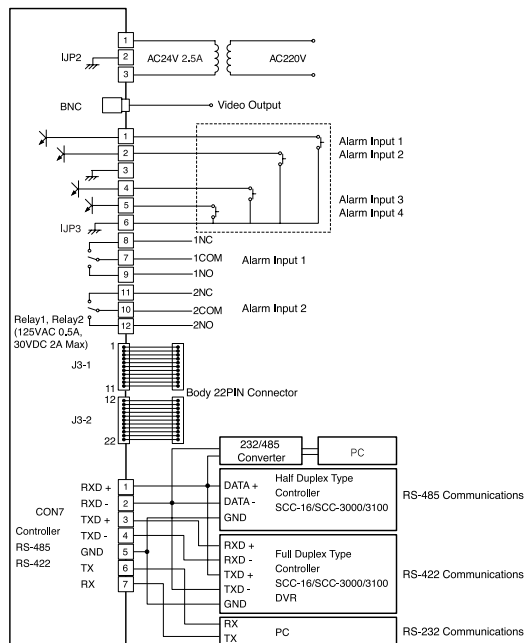 1
IJP2
2
AC24V 2.5A
AC220V
3
BNC
Video Output
1
Alarm Input 1
2
Alarm Input 2
3
4
Alarm Input 3
5
Alarm Input 4
IJP3
6
8
1NC
7
1COM
Alarm Input 1
9
1NO
11
2NC
10
2COM
Alarm Input 2
12
2NO
Relay1, Relay2
(125VAC 0.5A,
30VDC 2A Max)
1
J3-1
11
Body 22PIN Connector
12
J3-2
22
232/485
Converter
PC
CON7
Controller
RS-485
RS-422
RXD +
1
RXD -
2
TXD +
3
TXD -
4
GND
5
TX
6
RX
7
DATA +
DATA -
GND
Half Duplex Type
Controller
SCC-16/SCC-3000/3100
RS-485 Communications
RXD +
RXD -
TXD +
TXD -
GND
Full Duplex Type
Controller
SCC-16/SCC-3000/3100
DVR
RS-422 Communications
RX
TX
PC
RS-232 Communications